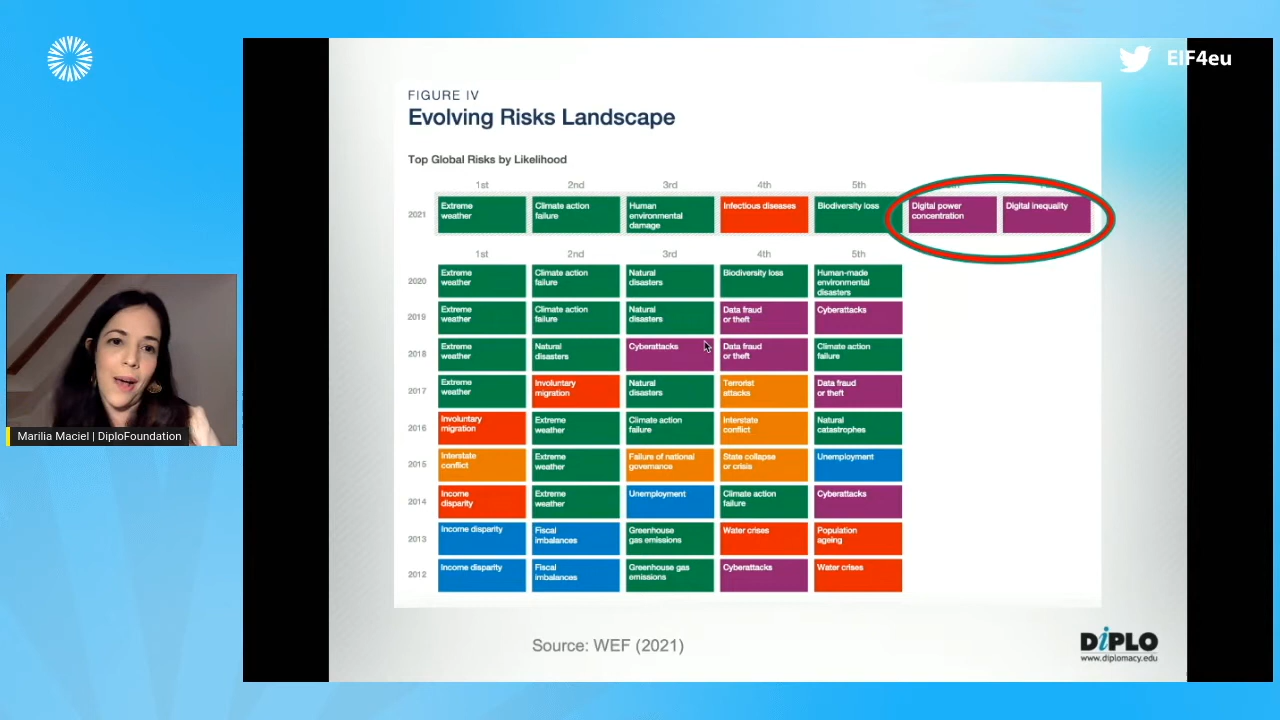 EIF4eu
FIGURE IV
Evolving Risks Landscape
Top Global Risks by Likelihood
1st 2nd 3rd 4th 5th
2021 Extreme weather Climate action failure Human environmental damage Infectious diseases Biodiversity loss Digital power concentration Digital inequality
1st 2nd 3rd 4th 5th
2020 Extreme weather Climate action failure Natural disasters Biodiversity loss Human-made environmental disasters
2019 Extreme weather Climate action failure Natural disasters Data fraud or theft Cyberattacks
2018 Extreme weather Natural disasters Cyberattacks Data fraud or theft Climate action failure
2017 Extreme weather Involuntary migration Natural disasters Terrorist attacks Data fraud or theft
2016 Involuntary migration Extreme weather Climate action failure Interstate conflict Natural catastrophes
2015 Interstate conflict Extreme weather Failure of national governance State collapse or crisis Unemployment
2014 Income disparity Extreme weather Unemployment Climate action failure Cyberattacks
2013 Income disparity Fiscal imbalances Greenhouse gas emissions Water crises Population ageing
2012 Income disparity Fiscal imbalances Greenhouse gas emissions Cyberattacks Water crises
Marilia Maciel | DiploFoundation
Source: WEF (2021)
DiPLO
www.diplomacy.edu